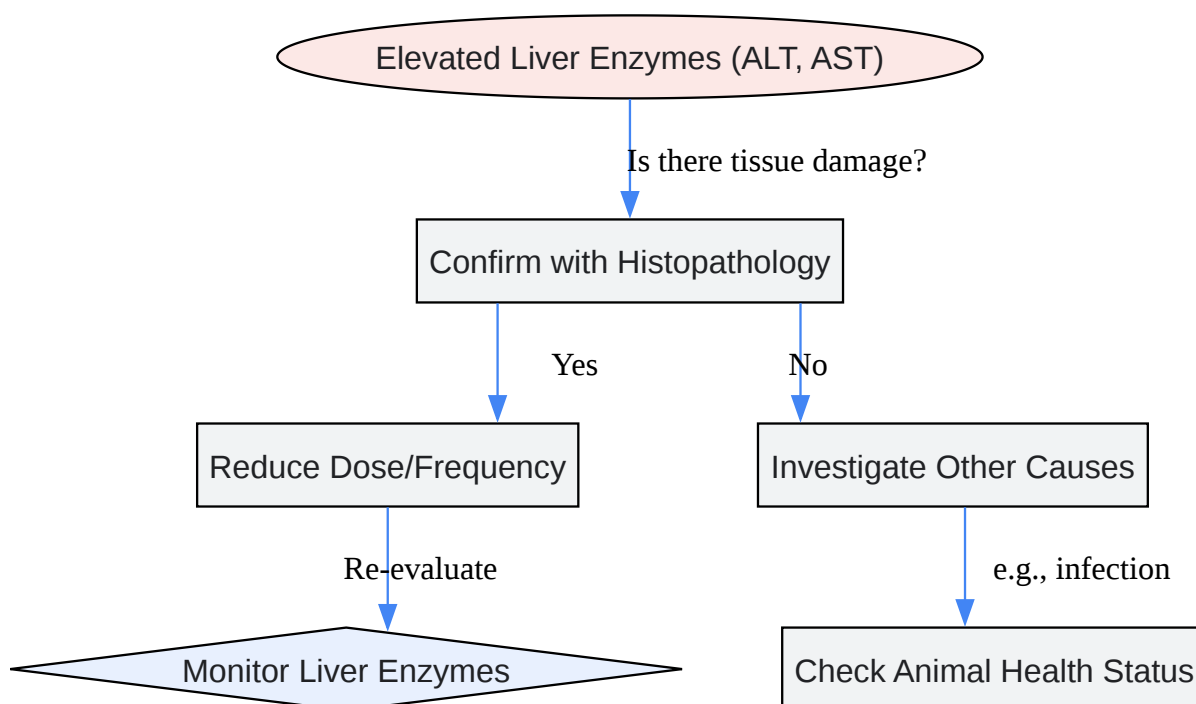 Elevated Liver Enzymes (ALT, AST)
Is there tissue damage?
Confirm with Histopathology
Yes
No
Reduce Dose/Frequency
Investigate Other Causes
Re-evaluate
e.g., infection
Monitor Liver Enzymes
Check Animal Health Status